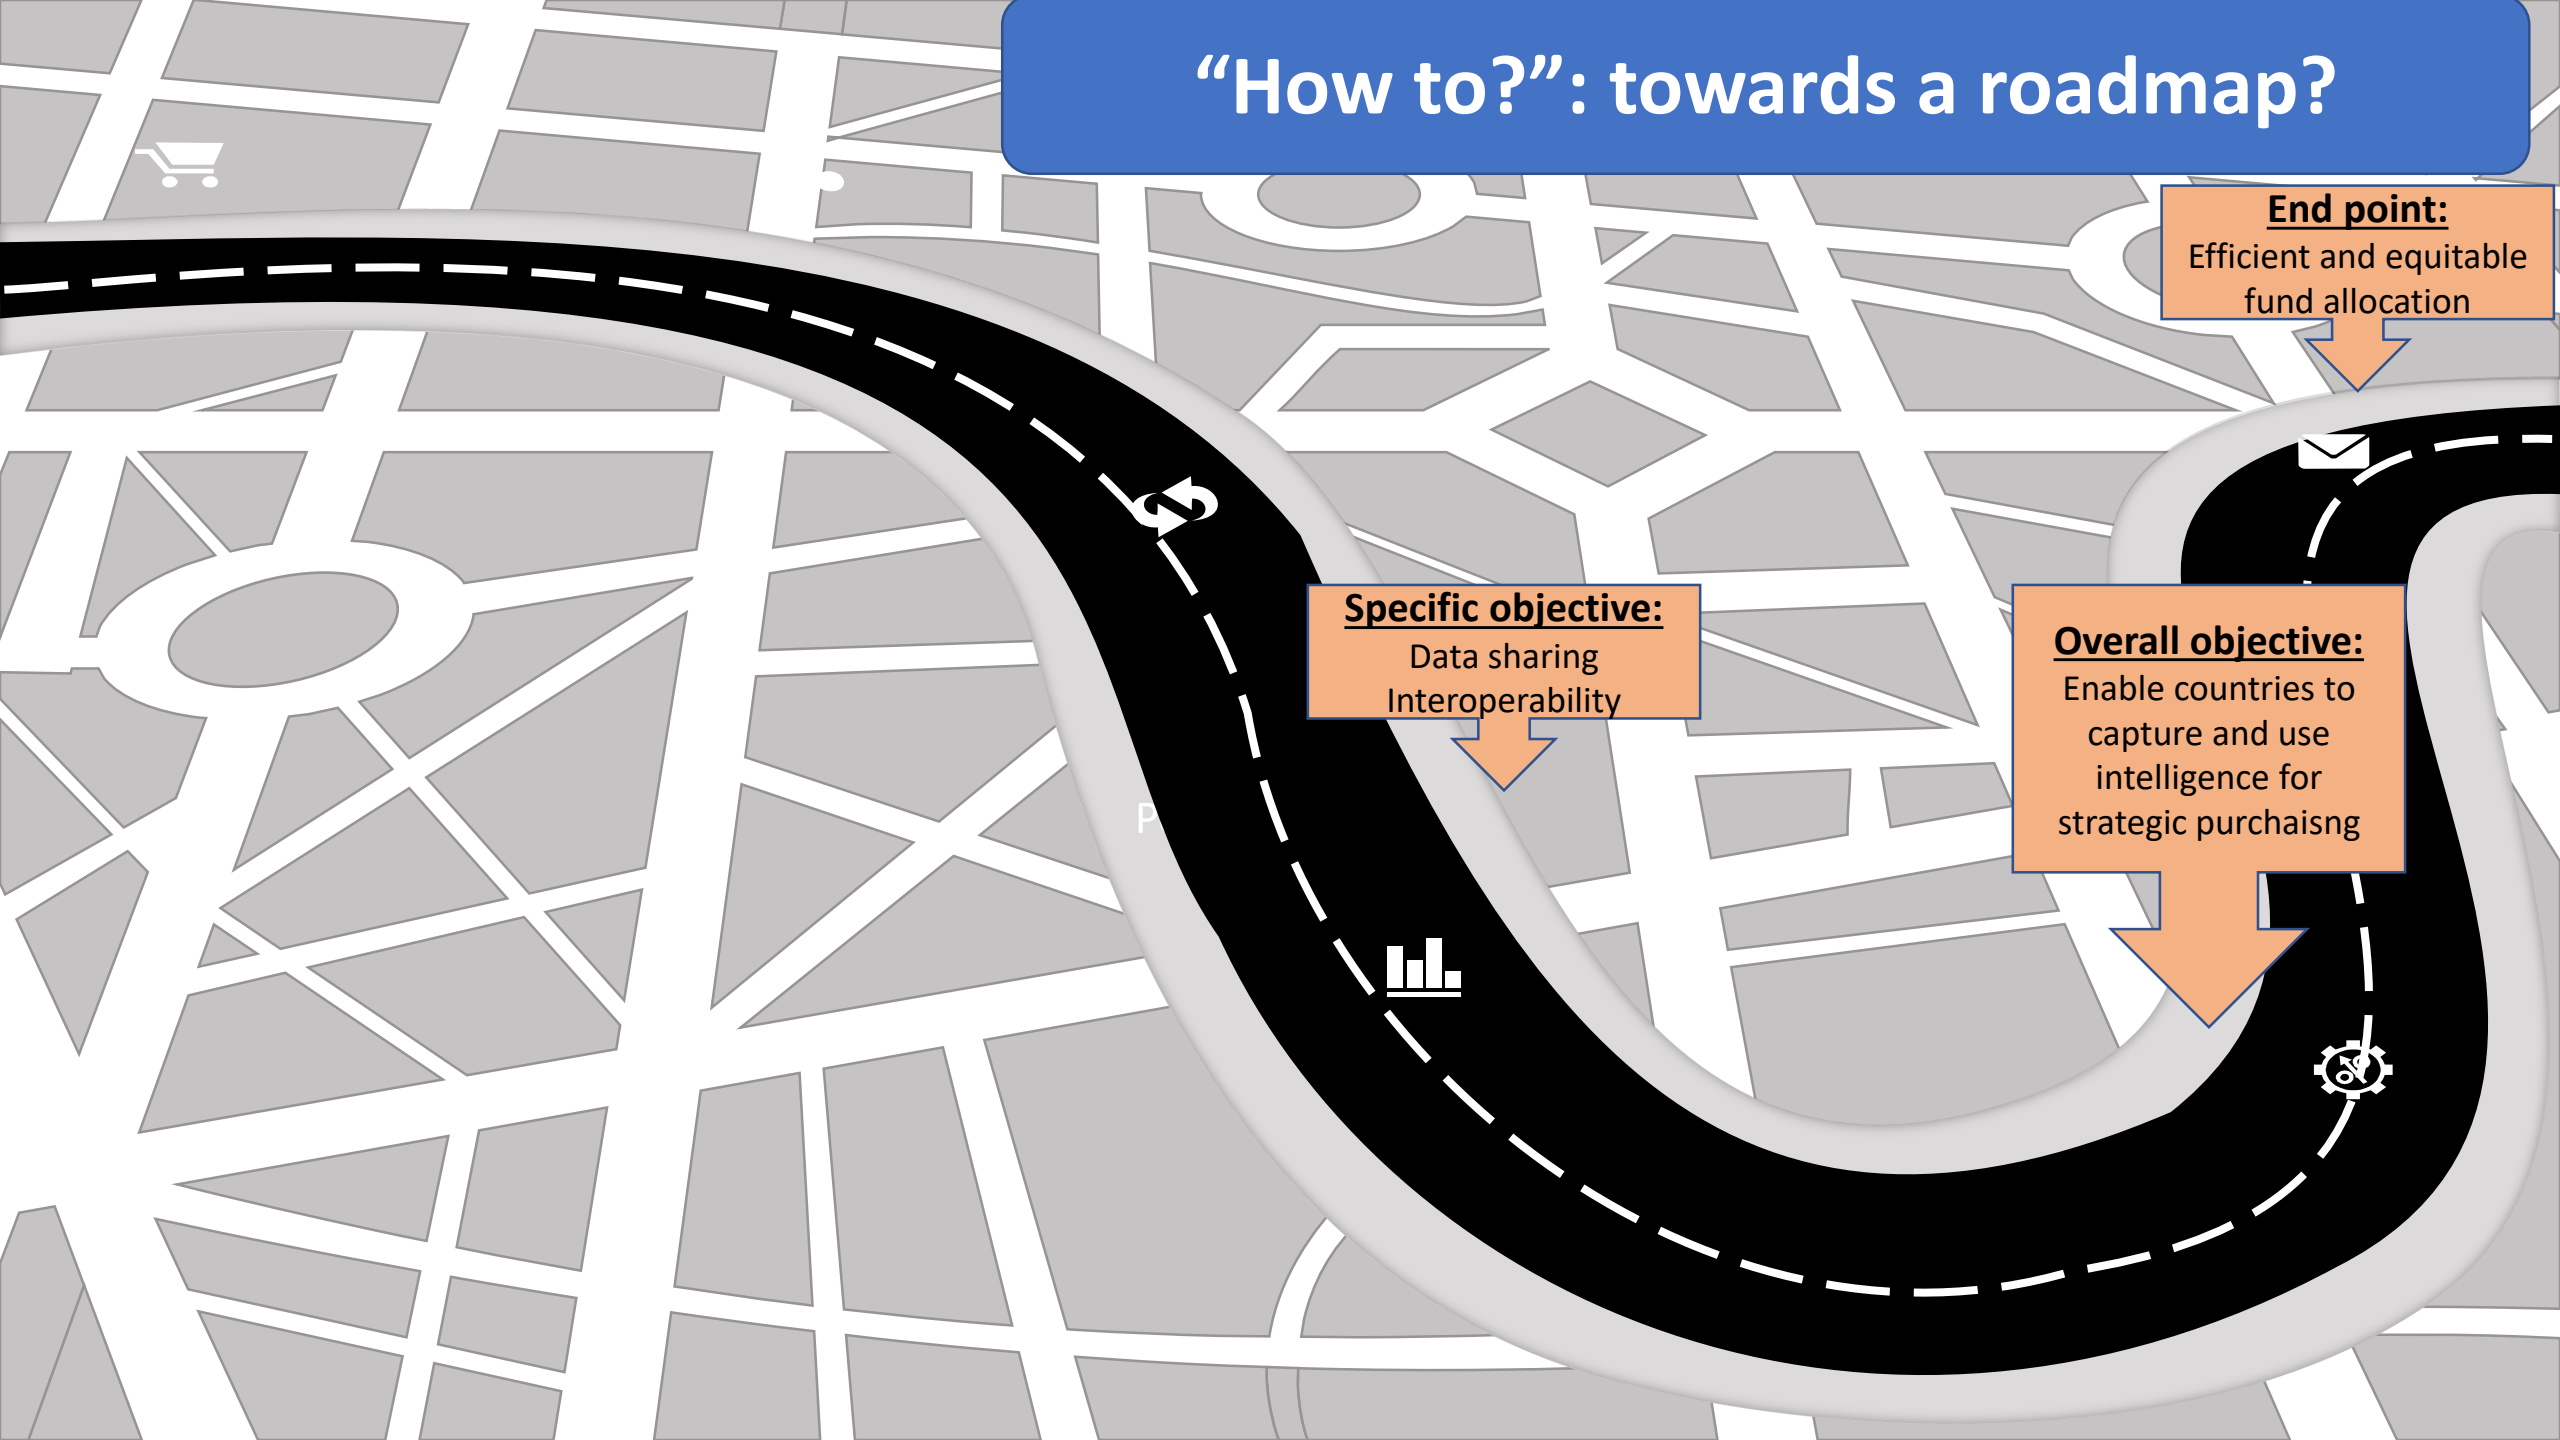 “How to?”: towards a roadmap?
End point:
Efficient and equitable
fund allocation
Specific objective:
Data sharing
Interoperability
Overall objective:
Enable countries to
capture and use
intelligence for
strategic purchaisng
P